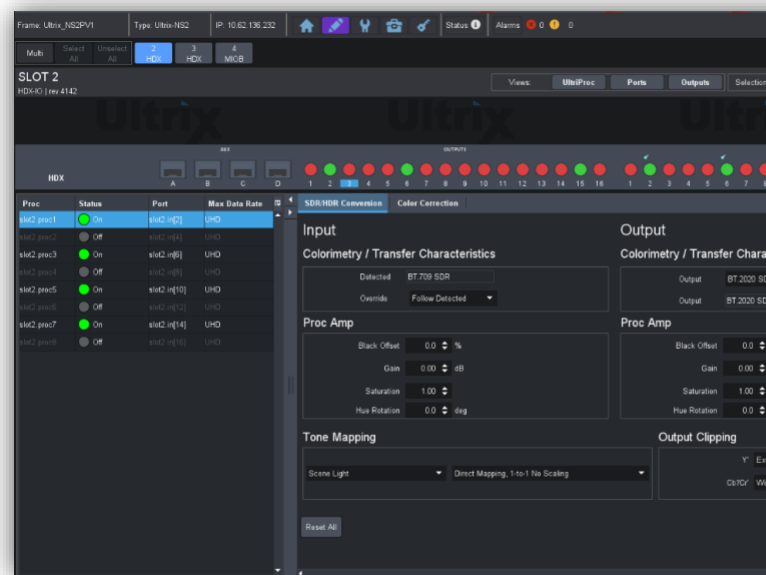 Frame: Ultrix_NS2PV1 Type: Ultrix-NS2 IP: 10.62.136.232 Status Alarms 0 0
Multi Select All Unselect All 2 HDX 3 HDX 4 MIOB
SLOT 2
HDX-IO | rev 4142
Views: UltriProc Ports Outputs Selection
Ultrix Ultrix
AUX OUTPUTS
HDX A B C D 1 2 3 4 5 6 7 8 9 10 11 12 13 14 15 16 1 2 3 4 5 6 7
Proc Status Port Max Data Rate SDR/HDR Conversion Color Correction
slot2.proc1 On slot2.in[2] UHD
slot2.proc2 Off slot2.in[4] UHD
slot2.proc3 On slot2.in[6] UHD
slot2.proc4 Off slot2.in[8] UHD
slot2.proc5 On slot2.in[10] UHD
slot2.proc6 Off slot2.in[12] UHD
slot2.proc7 On slot2.in[14] UHD
slot2.proc8 Off slot2.in[16] UHD
Input
Colorimetry / Transfer Characteristics
Detected BT.709 SDR
Override Follow Detected
Proc Amp
Black Offset 0.0 %
Gain 0.00 dB
Saturation 1.00
Hue Rotation 0.0 deg
Tone Mapping
Scene Light Direct Mapping, 1-to-1 No Scaling
Reset All
Output
Colorimetry / Transfer Chara
Output BT.2020 SD
Output BT.2020 SD
Proc Amp
Black Offset 0.0
Gain 0.00
Saturation 1.00
Hue Rotation 0.0
Output Clipping
Y' Ex
Cb'/Cr' Wi